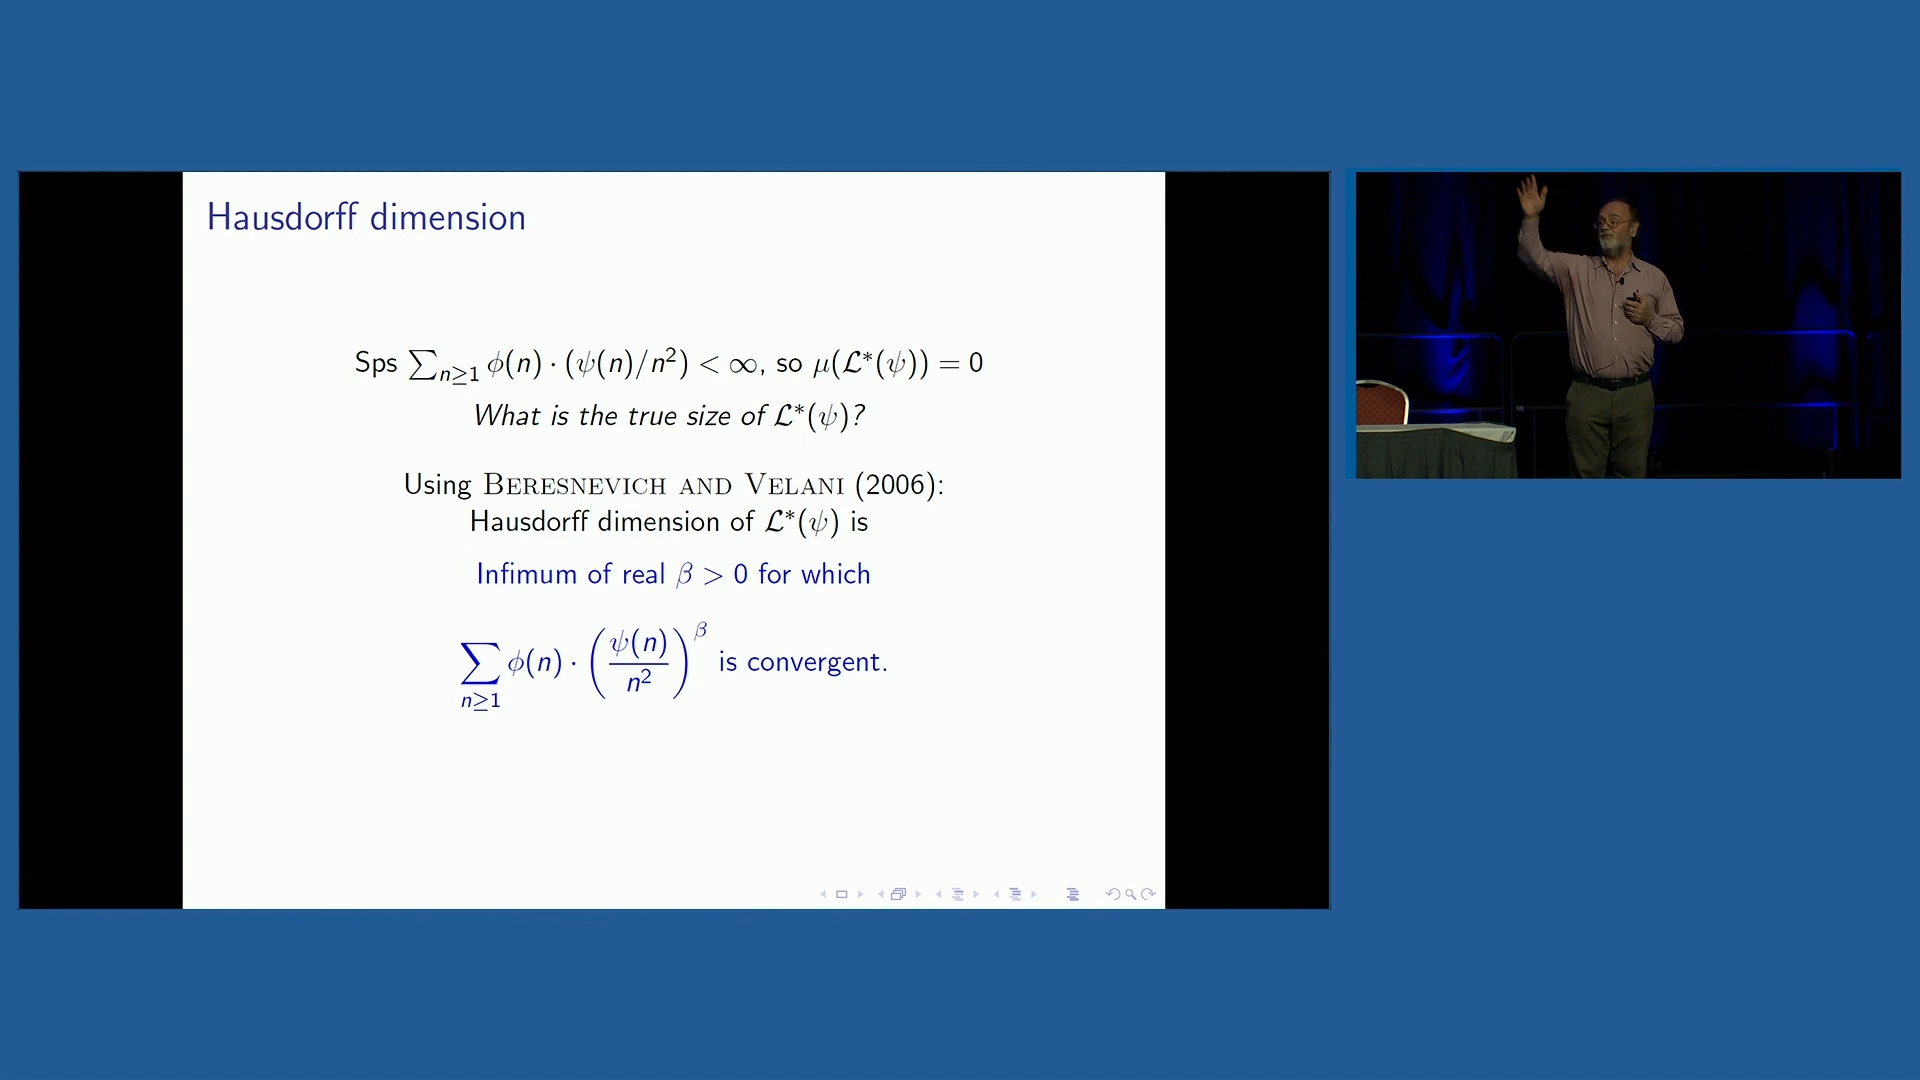 Hausdorff dimension
Sps ∑_{n≥1} φ(n) · (ψ(n)/n²) < ∞, so μ(ℒ*(ψ)) = 0
What is the true size of ℒ*(ψ)?
Using Beresnevich and Velani (2006):
Hausdorff dimension of ℒ*(ψ) is
Infimum of real β > 0 for which
∑_{n≥1} φ(n) · (ψ(n)/n²)^β is convergent.